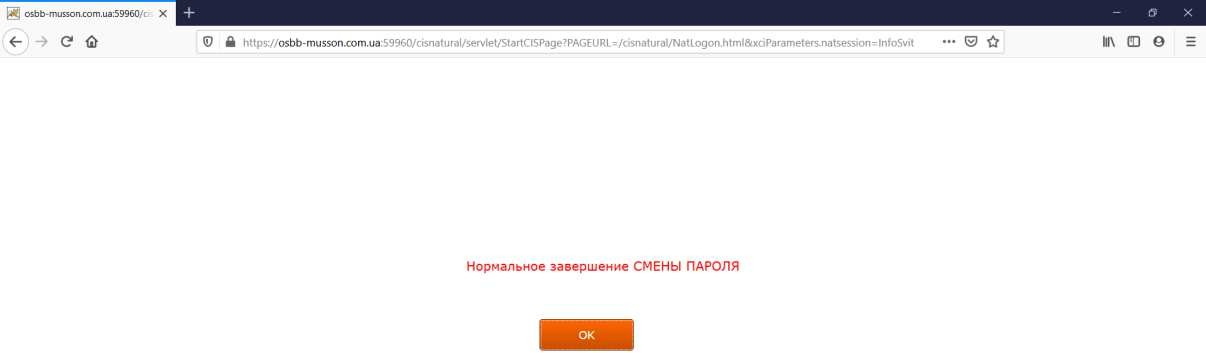 osbb-musson.com.ua:59960/cis
https://osbb-musson.com.ua:59960/cisnatural/servlet/StartCISPage?PAGEURL=/cisnatural/NatLogon.html&xciParameters.natsession=InfoSvit
Нормальное завершение СМЕНЫ ПАРОЛЯ
OK